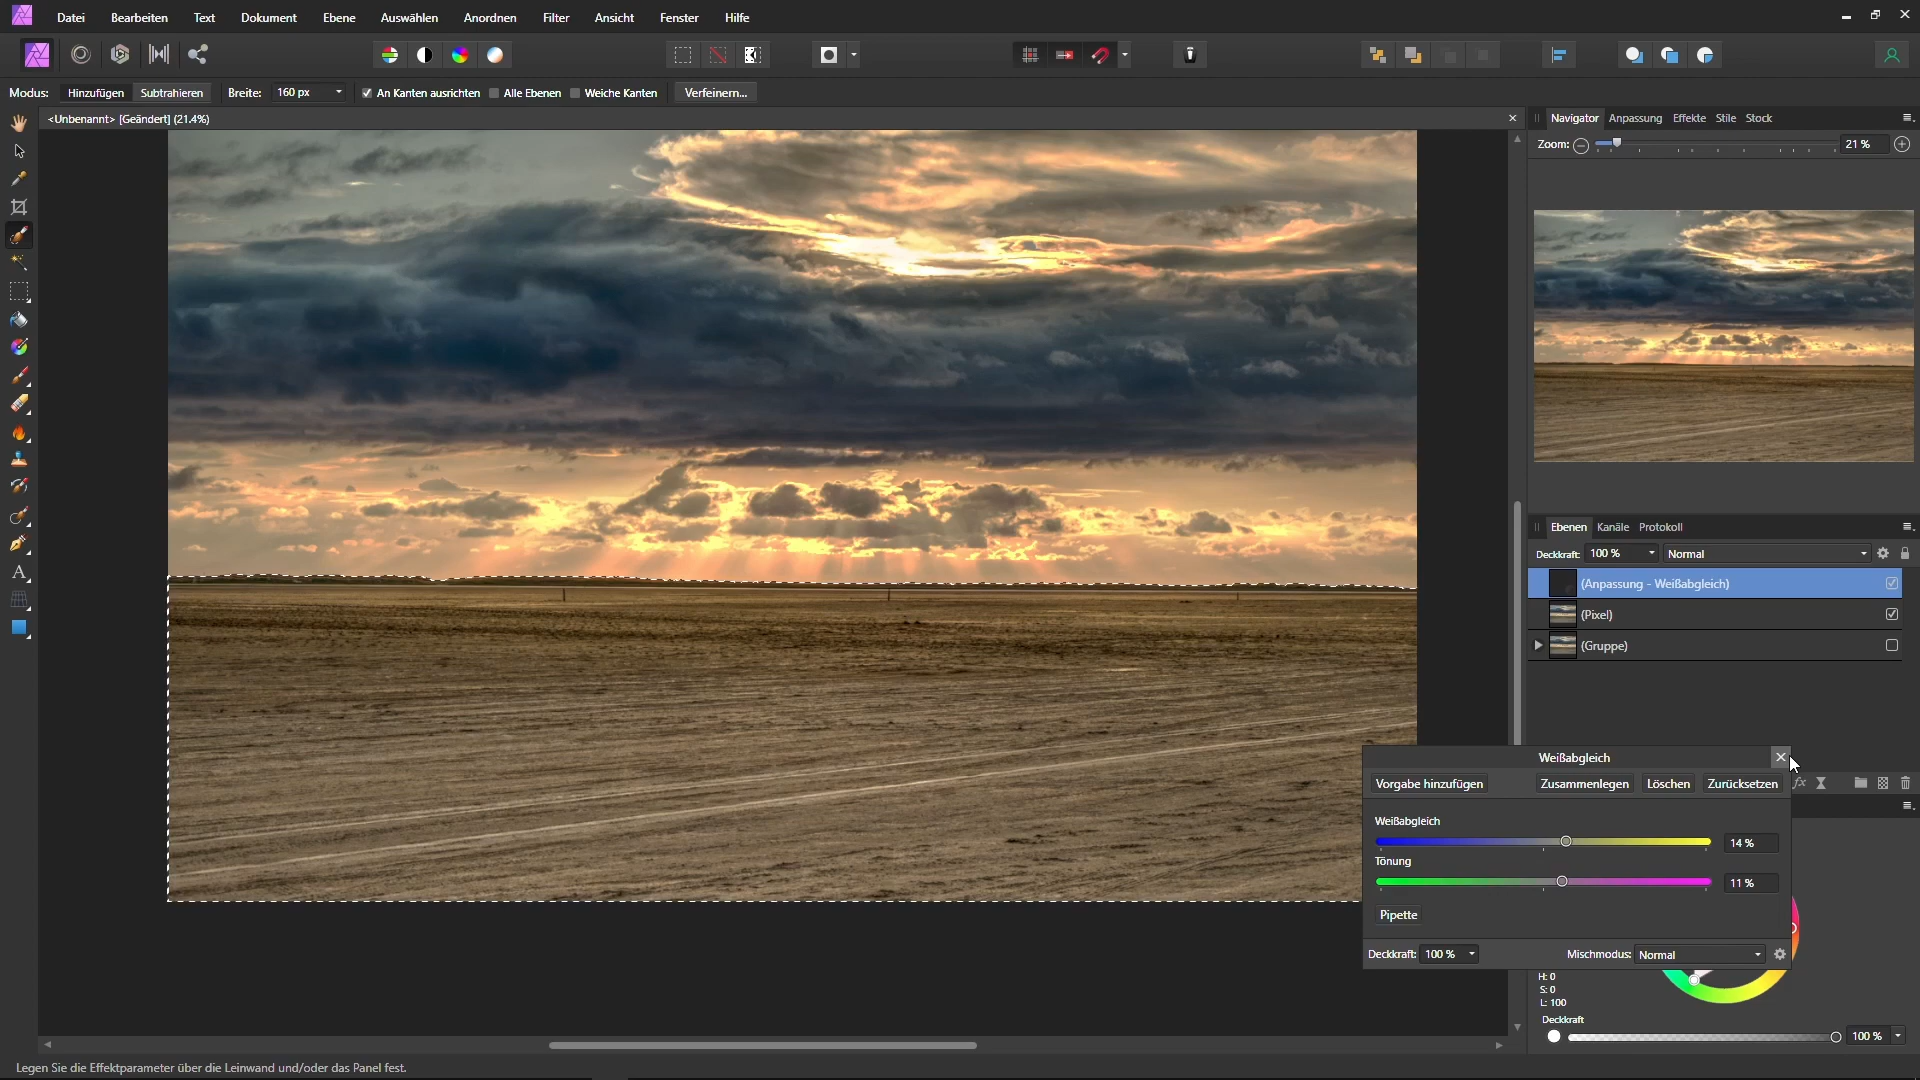 Datei Bearbeiten Text Dokument Ebene Auswählen Anordnen Filter Ansicht Fenster Hilfe
Modus: Hinzufügen Subtrahieren Breite: 160 px An Kanten ausrichten Alle Ebenen Weiche Kanten Verfeinern...
<Unbenannt> [Geändert] (21.4%)
Navigator Anpassung Effekte Stile Stock
Zoom: 21 %
Ebenen Kanäle Protokoll
Deckkraft: 100 % Normal
(Anpassung - Weißabgleich)
(Pixel)
(Gruppe)
Weißabgleich
Vorgabe hinzufügen Zusammenlegen Löschen Zurücksetzen
fx
Weißabgleich
14 %
Tönung
11 %
Pipette
Deckkraft: 100 % Mischmodus: Normal
H: 0
S: 0
L: 100
Deckkraft
100 %
Legen Sie die Effektparameter über die Leinwand und/oder das Panel fest.